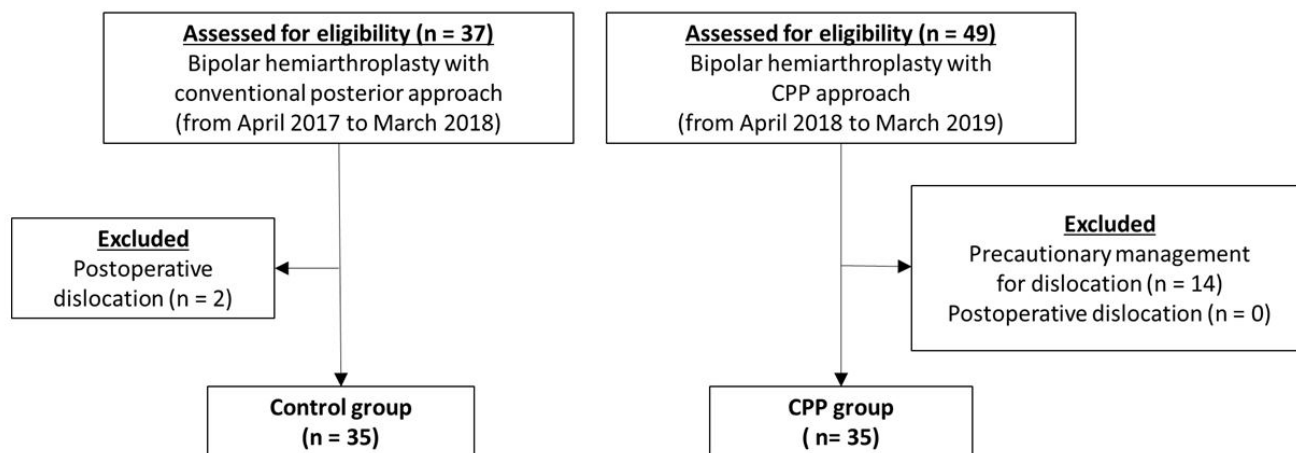 Assessed for eligibility (n = 37)
Bipolar hemiarthroplasty with
conventional posterior approach
(from April 2017 to March 2018)
Assessed for eligibility (n = 49)
Bipolar hemiarthroplasty with
CPP approach
(from April 2018 to March 2019)
Excluded
Postoperative
dislocation (n = 2)
Excluded
Precautionary management
for dislocation (n = 14)
Postoperative dislocation (n = 0)
Control group
(n = 35)
CPP group
( n= 35)